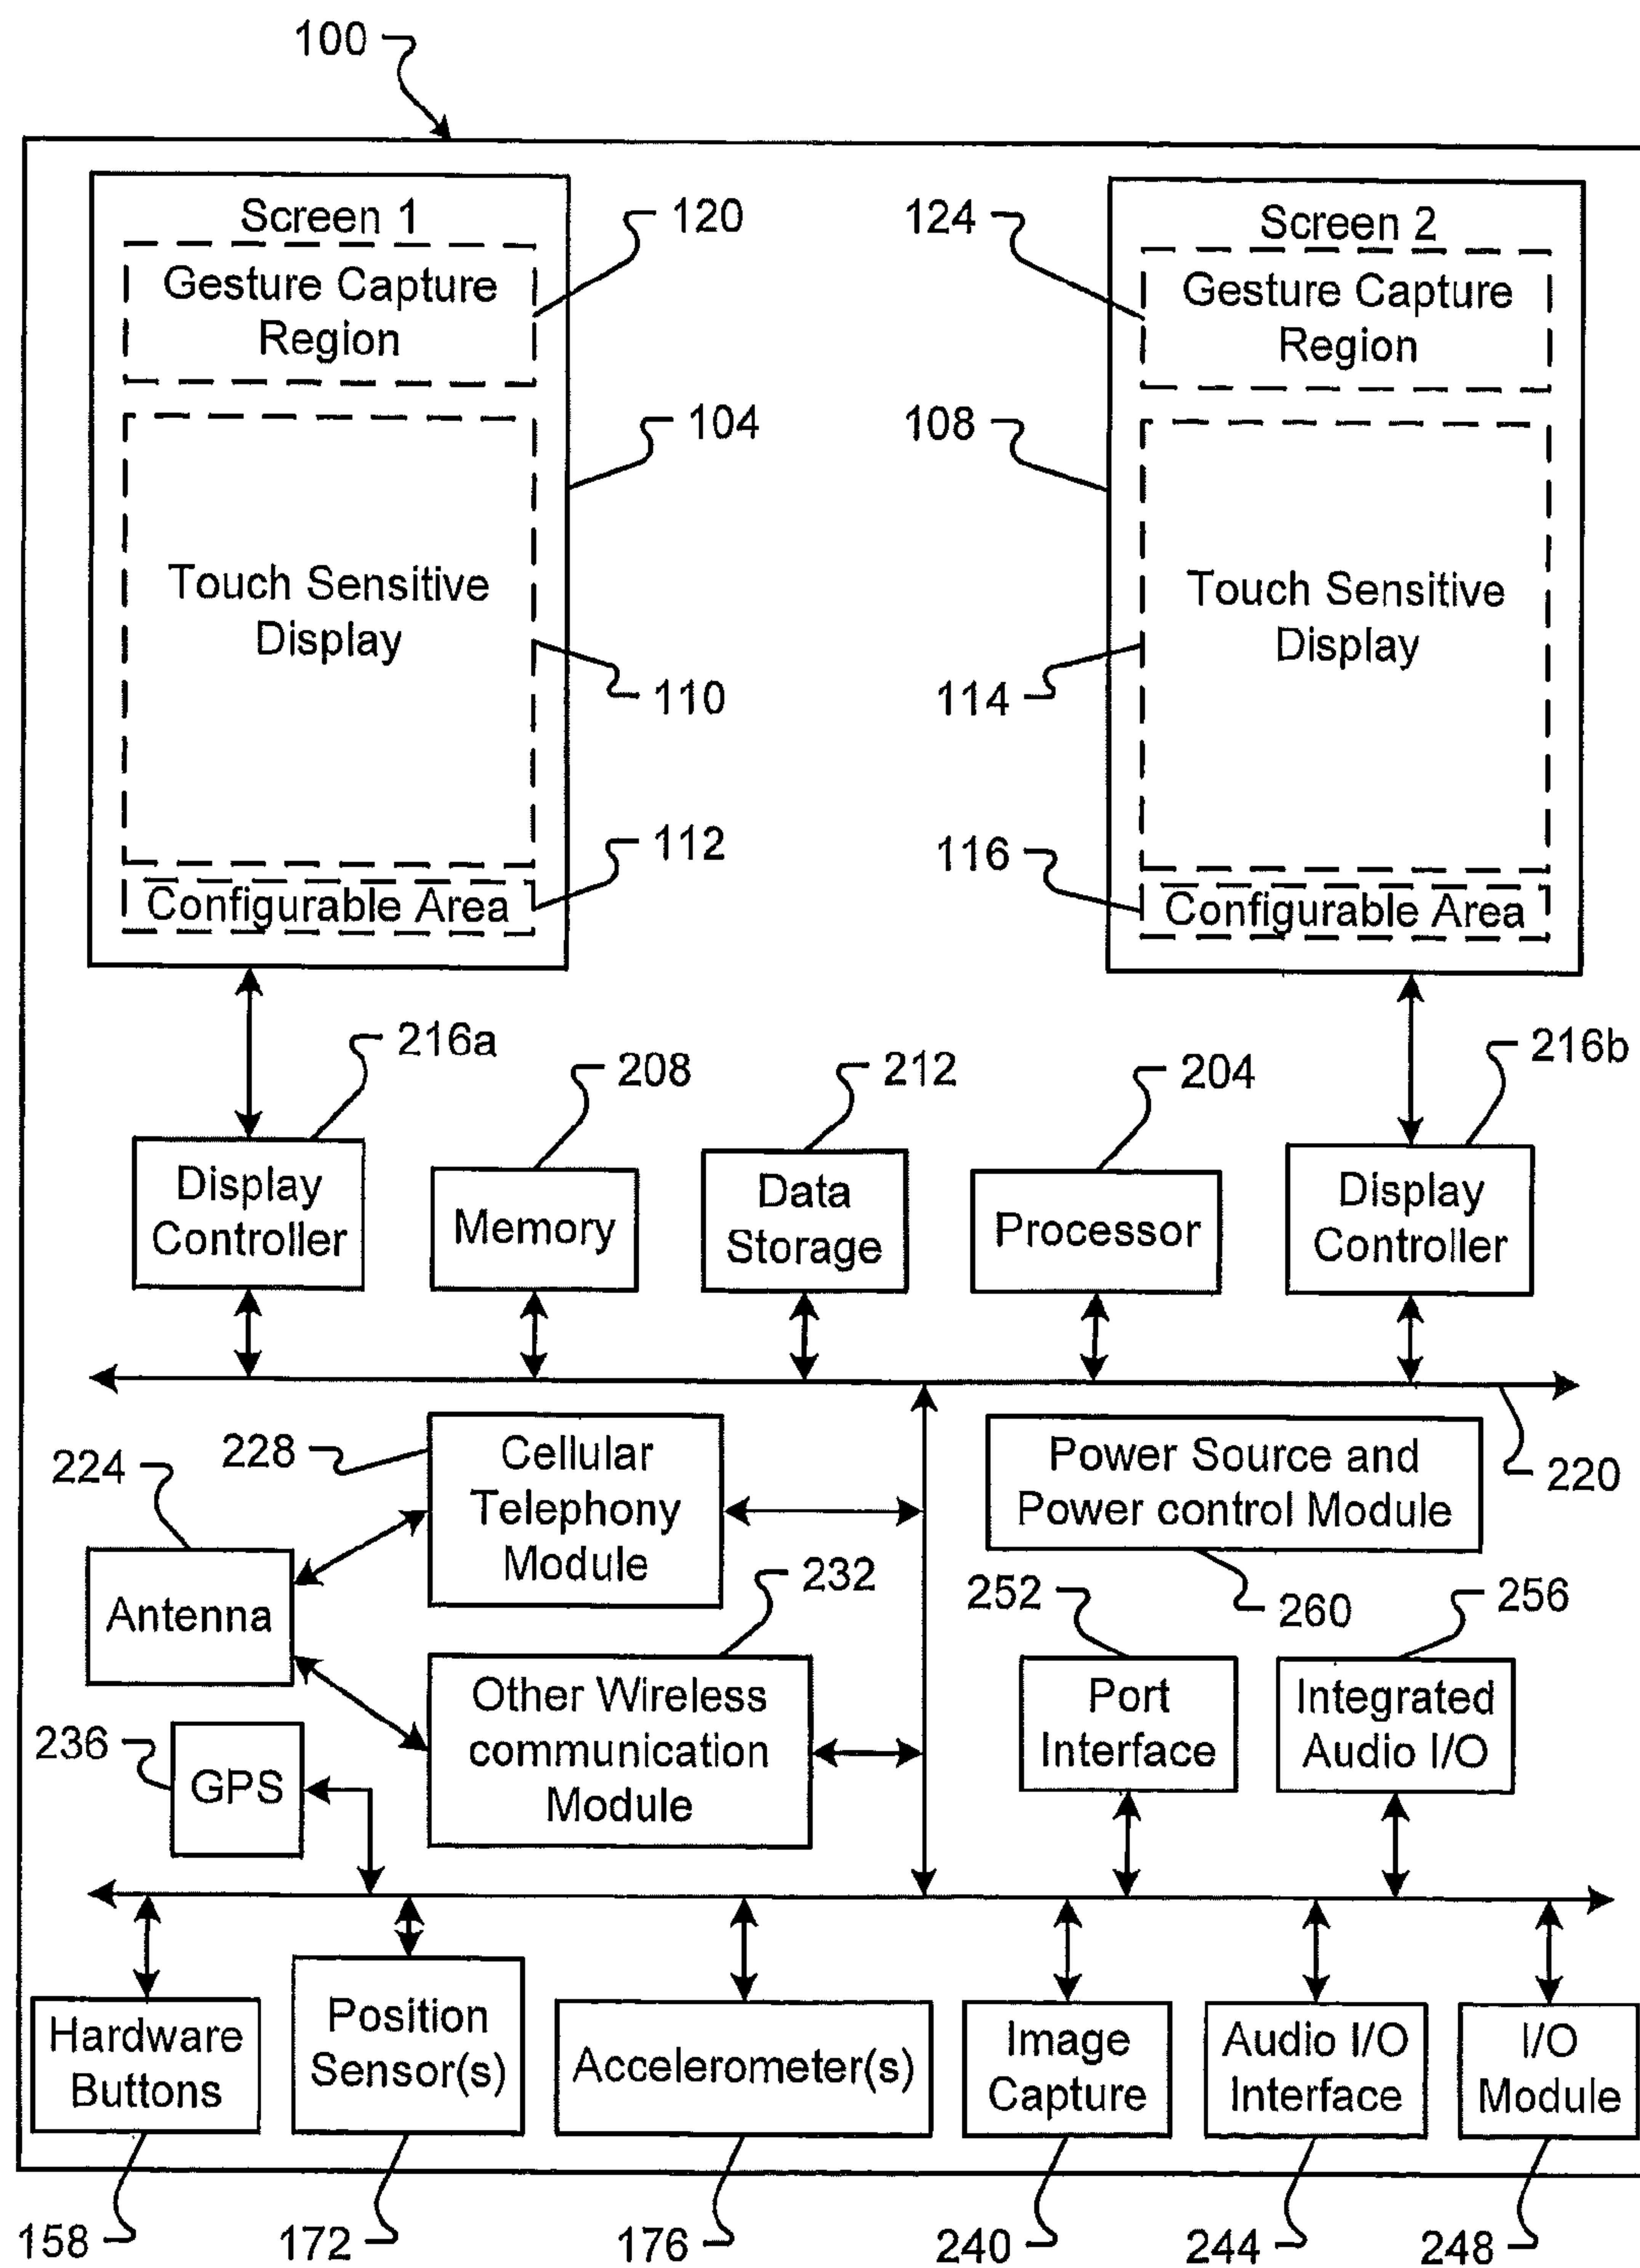 100
Screen 1
120
124
Screen 2
Gesture Capture
Region
Gesture Capture
Region
104
108
Touch Sensitive
Display
Touch Sensitive
Display
110
114
112
116
Configurable Area
Configurable Area
216a
208
212
204
216b
Display
Controller
Memory
Data
Storage
Processor
Display
Controller
224
228
Cellular
Telephony
Module
Power Source and
Power control Module
220
Antenna
232
252
260
256
236
GPS
Other Wireless
communication
Module
Port
Interface
Integrated
Audio I/O
Hardware
Buttons
Position
Sensor(s)
Accelerometer(s)
Image
Capture
Audio I/O
Interface
I/O
Module
158
172
176
240
244
248